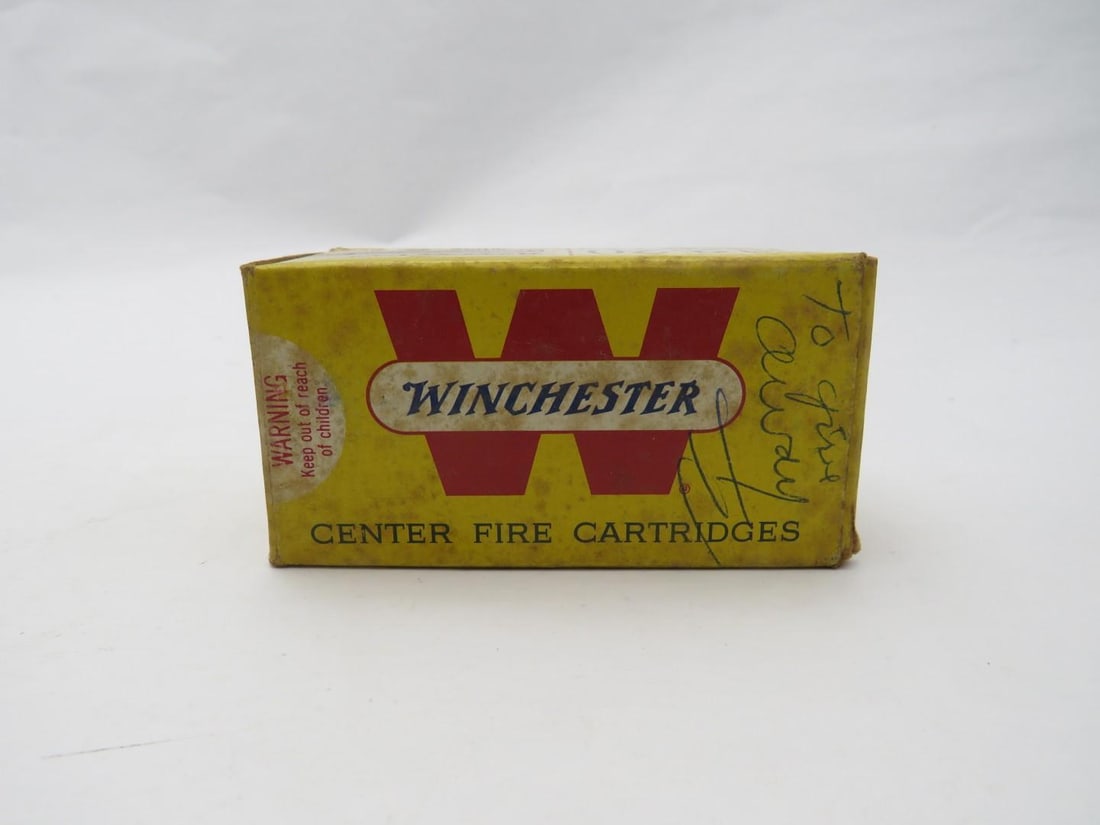 WARNING
Keep out of reach
of children
WINCHESTER
®
CENTER FIRE CARTRIDGES
To give
away